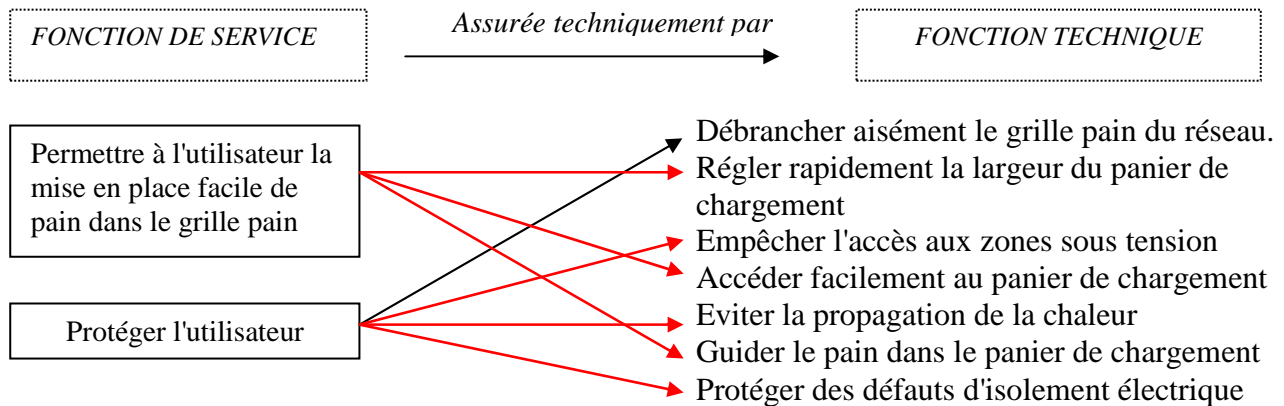 FONCTION DE SERVICE
Assurée techniquement par
FONCTION TECHNIQUE
Permettre à l'utilisateur la
mise en place facile de
pain dans le grille pain
Protéger l'utilisateur
Débrancher aisément le grille pain du réseau.
Régler rapidement la largeur du panier de
chargement
Empêcher l'accès aux zones sous tension
Accéder facilement au panier de chargement
Eviter la propagation de la chaleur
Guider le pain dans le panier de chargement
Protéger des défauts d'isolement électrique